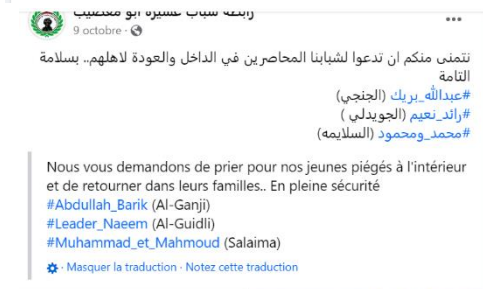 رابطة شباب عشيرة ابو مغصيب
9 octobre ·
نتمنى منكم ان تدعوا لشبابنا المحاصرين في الداخل والعودة لاهلهم.. بسلامة
التامة
#عبدالله_بريك (الجنجي)
#رائد_نعيم (الجويدلي )
#محمد_ومحمود (السلايمه)
Nous vous demandons de prier pour nos jeunes piégés à l'intérieur
et de retourner dans leurs familles.. En pleine sécurité
#Abdullah_Barik (Al-Ganji)
#Leader_Naeem (Al-Guidli)
#Muhammad_et_Mahmoud (Salaima)
· Masquer la traduction · Notez cette traduction